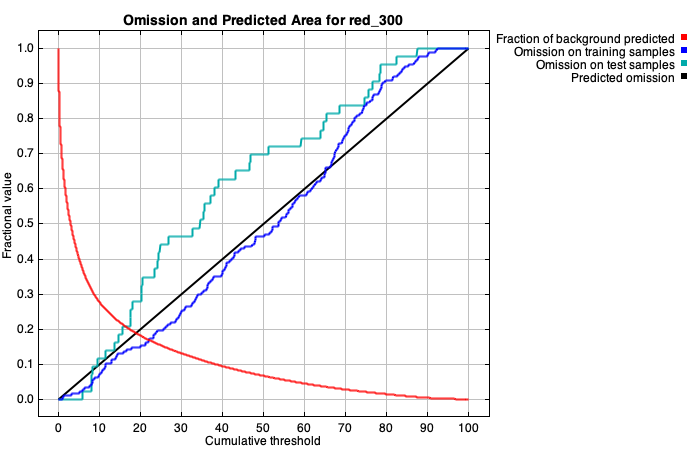 Omission and Predicted Area for red_300
Fraction of background predicted
Omission on training samples
Omission on test samples
Predicted omission
Fractional value
1.0
0.9
0.8
0.7
0.6
0.5
0.4
0.3
0.2
0.1
0.0
0 10 20 30 40 50 60 70 80 90 100
Cumulative threshold